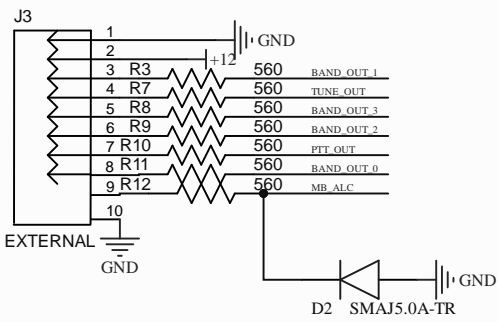 J3
1 GND
2 +12
3 R3 560 BAND_OUT_1
4 R7 560 TUNE_OUT
5 R8 560 BAND_OUT_3
6 R9 560 BAND_OUT_2
7 R10 560 PTT_OUT
8 R11 560 BAND_OUT_0
9 R12 560 MB_ALC
10
EXTERNAL
GND
GND
D2 SMAJ5.0A-TR